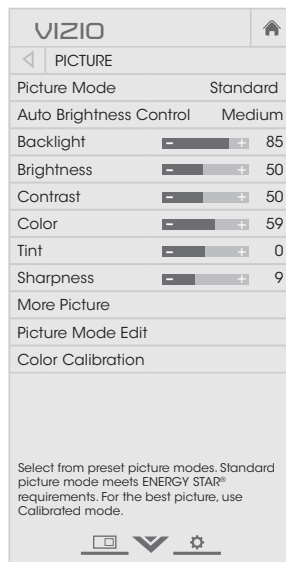 VIZIO
PICTURE
Picture Mode Standard
Auto Brightness Control Medium
Backlight - + 85
Brightness - + 50
Contrast - + 50
Color - + 59
Tint - + 0
Sharpness - + 9
More Picture
Picture Mode Edit
Color Calibration
Select from preset picture modes. Standard
picture mode meets ENERGY STAR®
requirements. For the best picture, use
Calibrated mode.